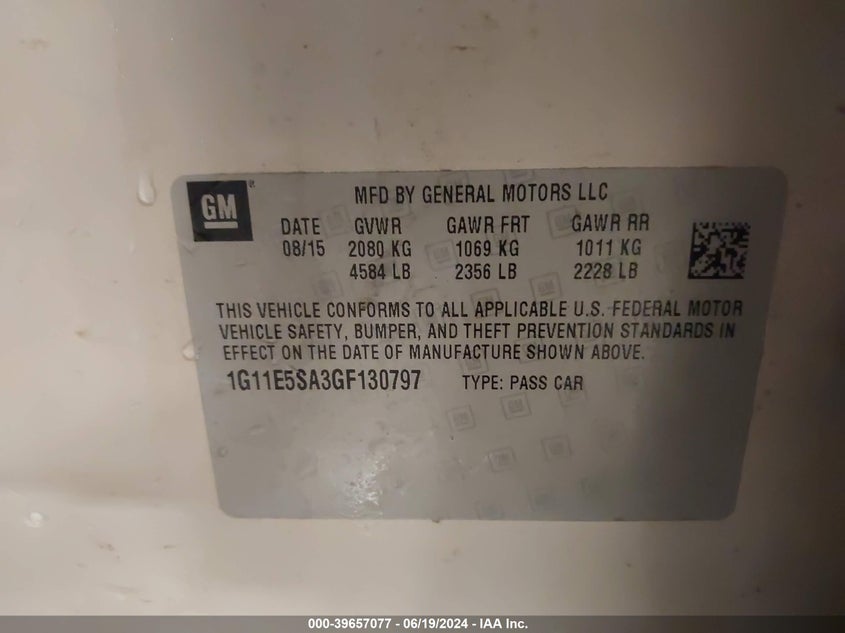 GM ®
MFD BY GENERAL MOTORS LLC
DATE GVWR GAWR FRT GAWR RR
08/15 2080 KG 1069 KG 1011 KG
4584 LB 2356 LB 2228 LB
THIS VEHICLE CONFORMS TO ALL APPLICABLE U.S. FEDERAL MOTOR
VEHICLE SAFETY, BUMPER, AND THEFT PREVENTION STANDARDS IN
EFFECT ON THE DATE OF MANUFACTURE SHOWN ABOVE.
1G11E5SA3GF130797 TYPE: PASS CAR
000-39657077 - 06/19/2024 - IAA Inc.